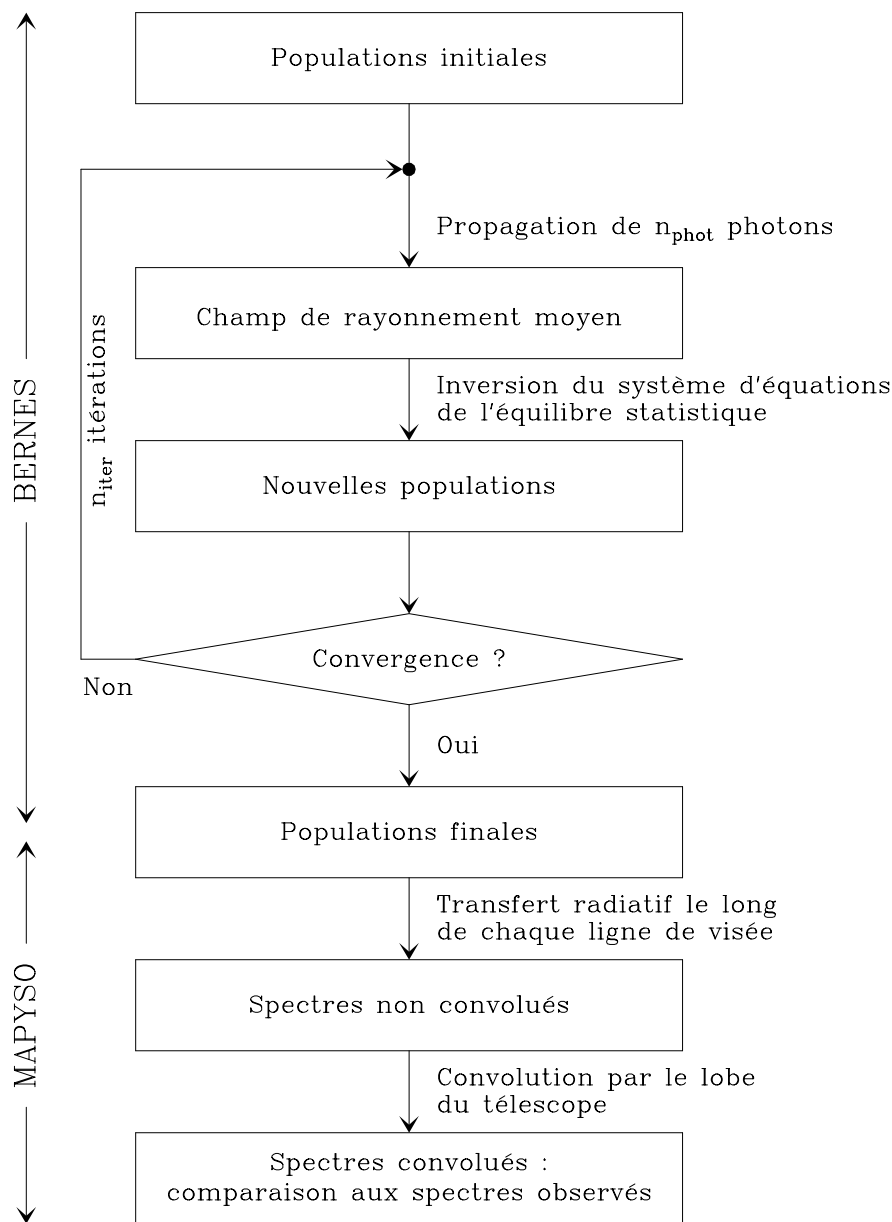 Populations initiales
Propagation de nphot photons
Champ de rayonnement moyen
Inversion du système d'équations
de l'équilibre statistique
niter itérations
BERNES
Nouvelles populations
Convergence ?
Non
Oui
Populations finales
Transfert radiatif le long
de chaque ligne de visée
MAPYSO
Spectres non convolués
Convolution par le lobe
du télescope
Spectres convolués :
comparaison aux spectres observés